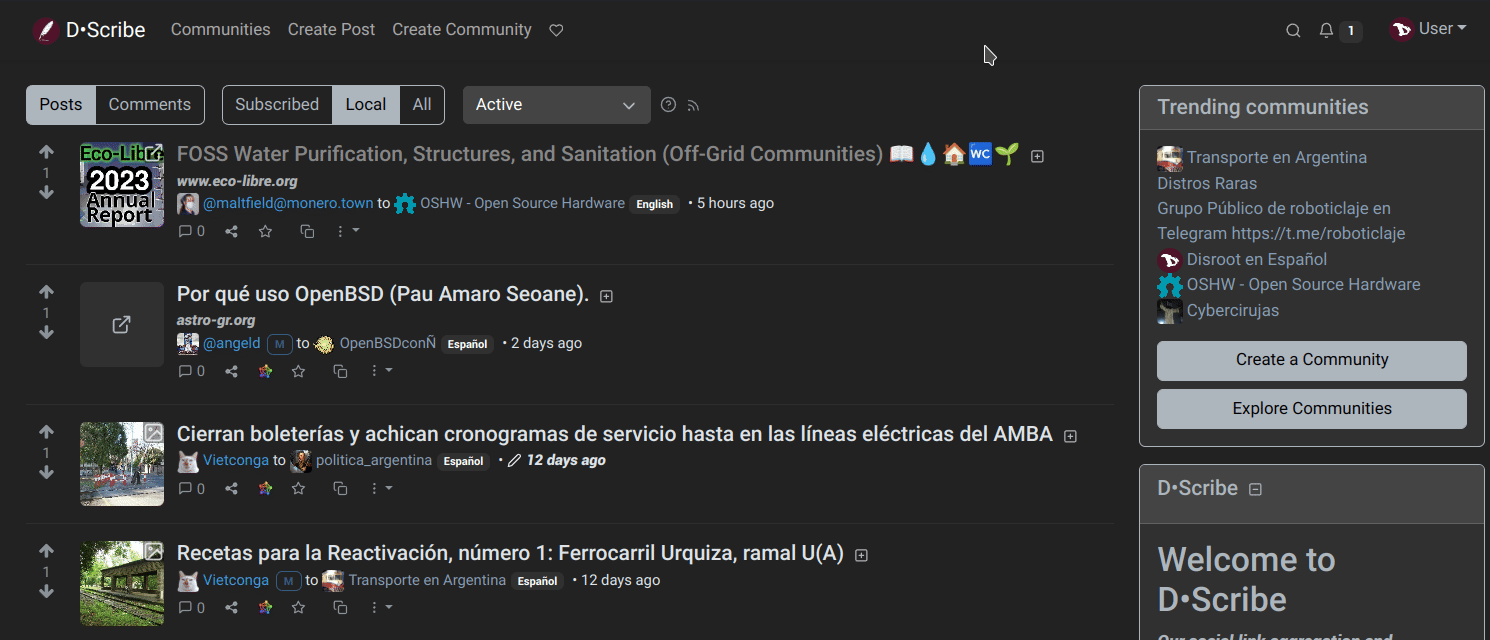 D•Scribe Communities Create Post Create Community 1 User
Posts Comments Subscribed Local All Active
Eco-Libre
2023
Annual
Report
1
FOSS Water Purification, Structures, and Sanitation (Off-Grid Communities) 📖💧🏠🚾🌱
www.eco-libre.org
@maltfield@monero.town to OSHW - Open Source Hardware English • 5 hours ago
0
1
Por qué uso OpenBSD (Pau Amaro Seoane).
astro-gr.org
@angeld M to OpenBSDconÑ Español • 2 days ago
0
1
Cierran boleterías y achican cronogramas de servicio hasta en las líneas eléctricas del AMBA
Vietconga to politica_argentina Español • 12 days ago
0
1
Recetas para la Reactivación, número 1: Ferrocarril Urquiza, ramal U(A)
Vietconga M to Transporte en Argentina Español • 12 days ago
0
Trending communities
Transporte en Argentina
Distros Raras
Grupo Público de roboticlaje en
Telegram https://t.me/roboticlaje
Disroot en Español
OSHW - Open Source Hardware
Cybercirujas
Create a Community
Explore Communities
D•Scribe
Welcome to
D•Scribe
Our social link aggregation and